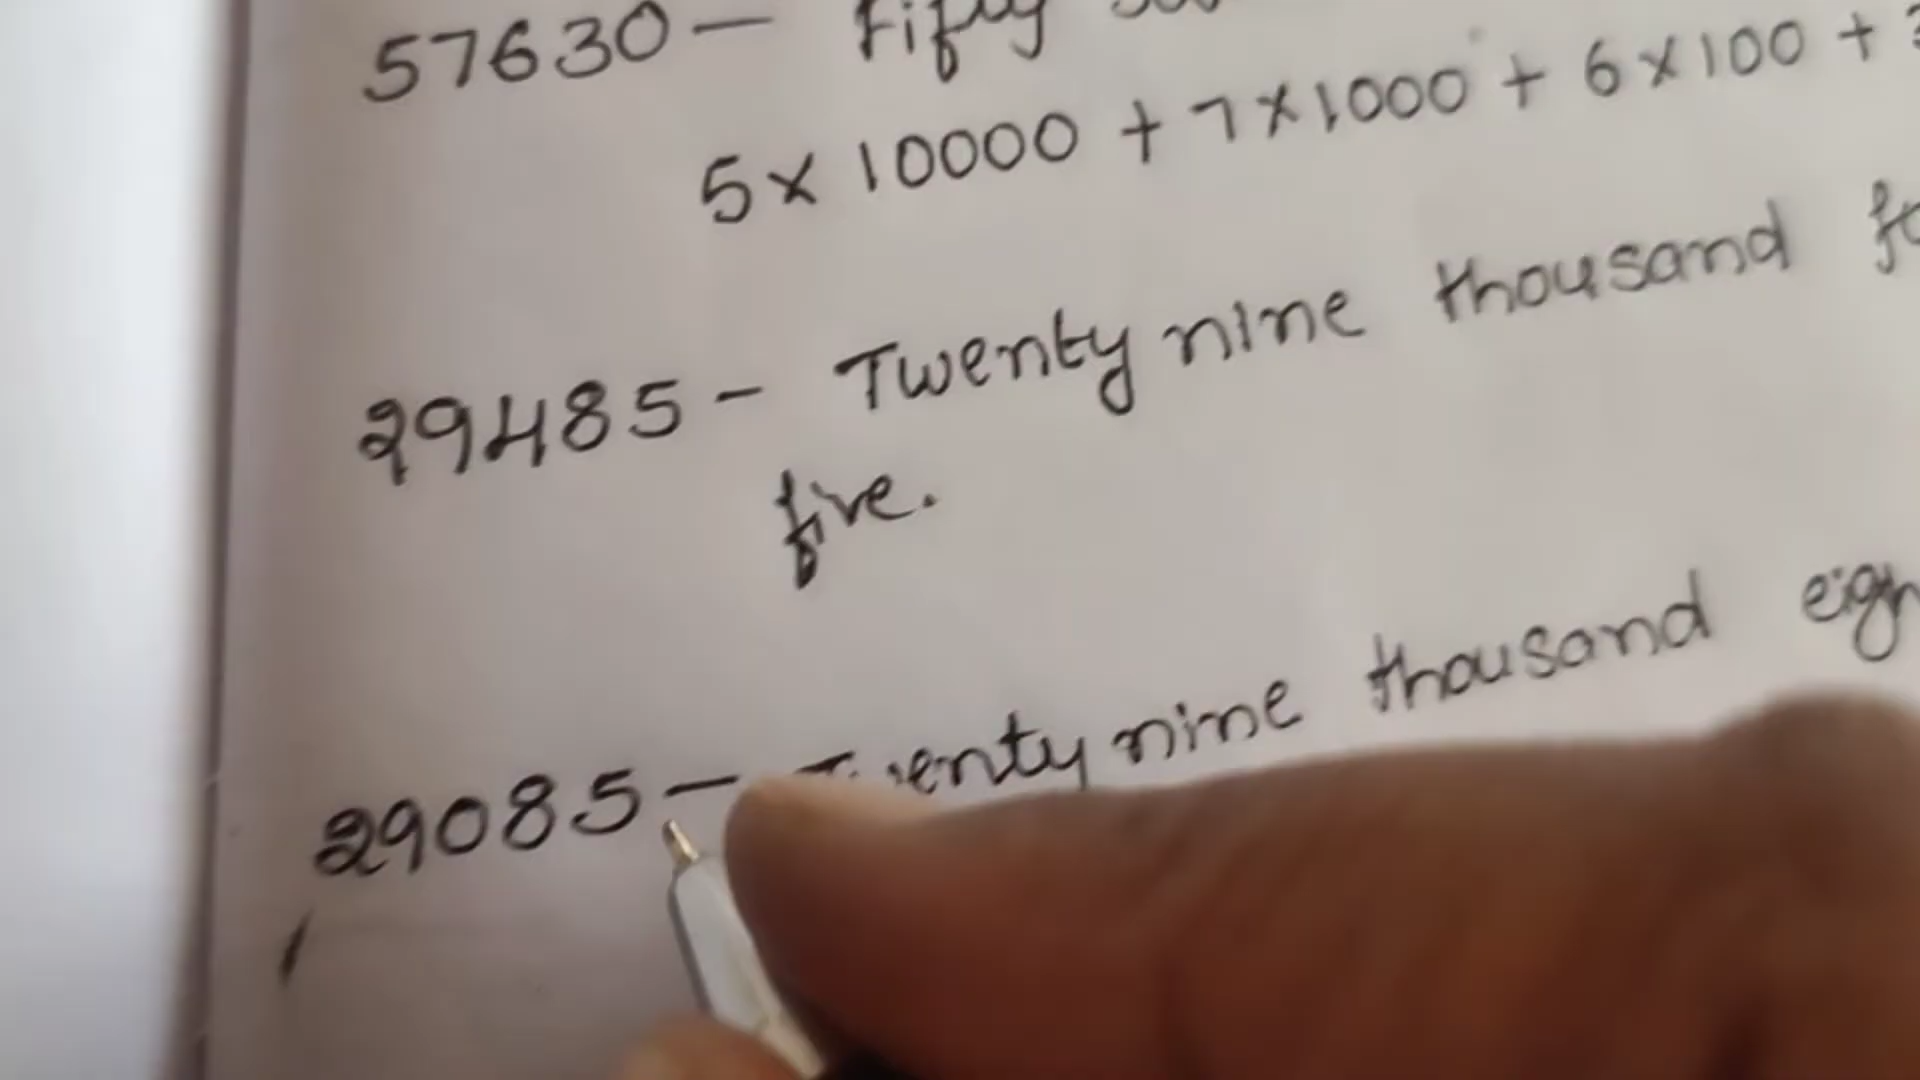 57630 — Fifty
5 x 10000 + 7 x 1000 + 6 x 100 +
29485 - Twenty nine thousand
five.
29085 - Twenty nine thousand